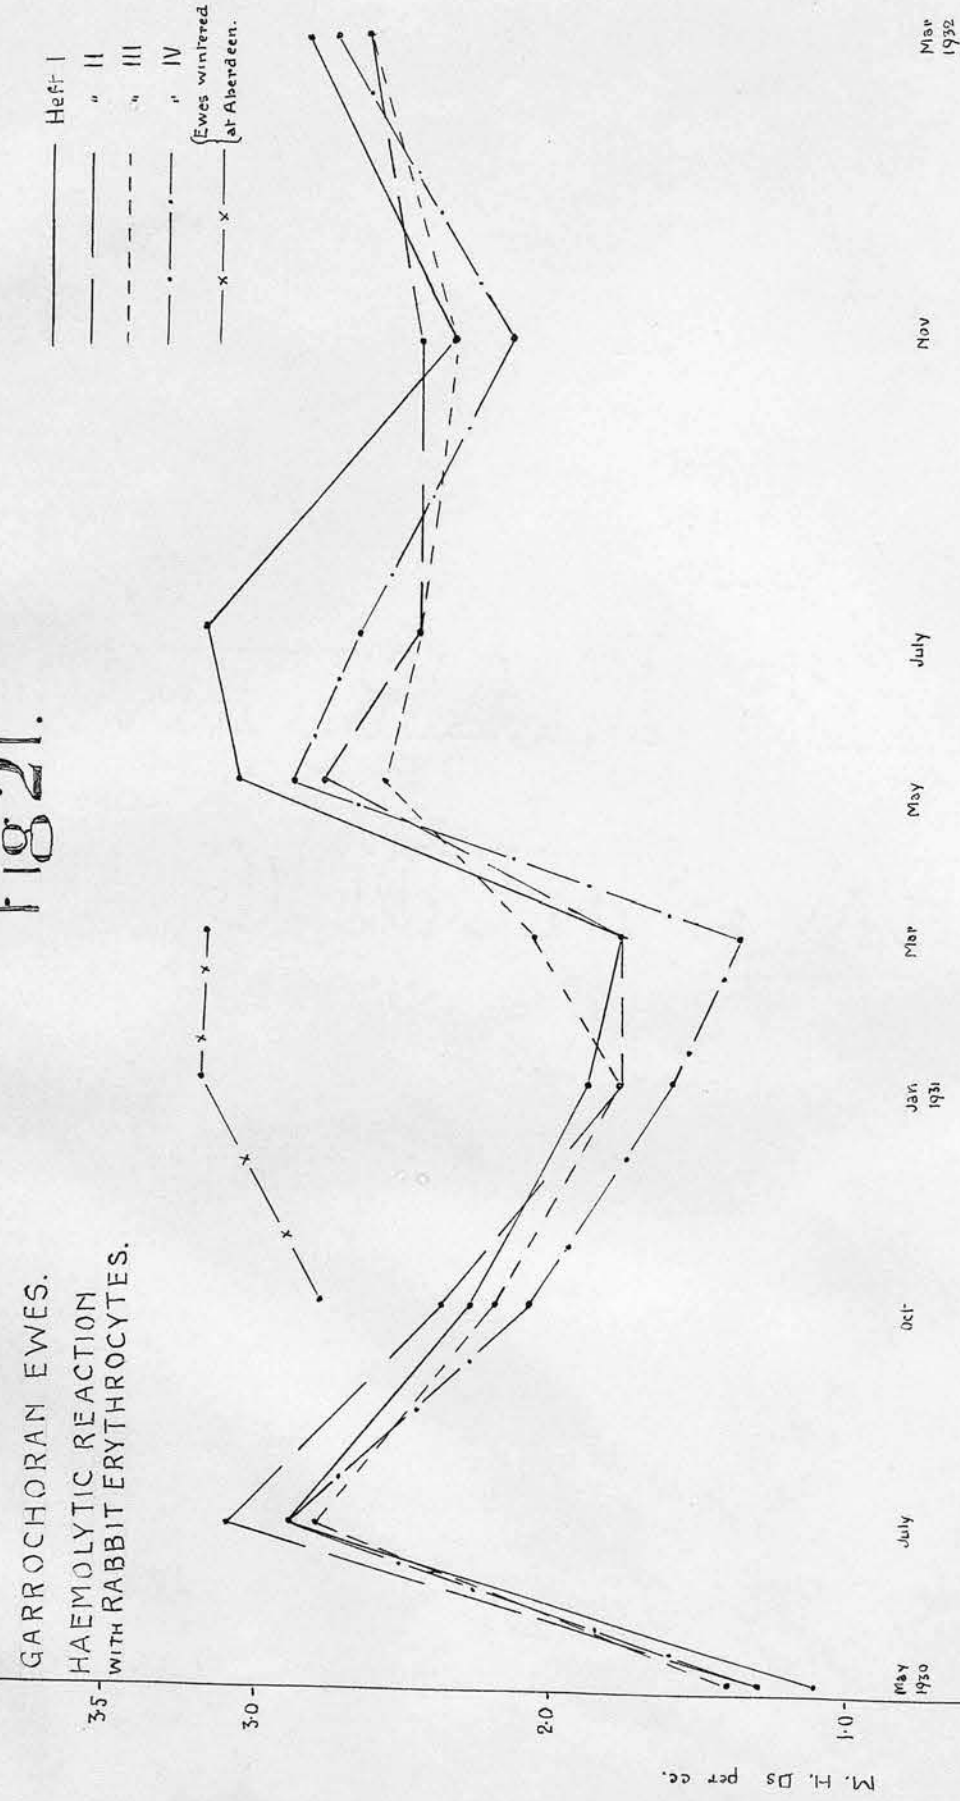 Fig 21.
GARROCHORAN EWES.
HAEMOLYTIC REACTION
WITH RABBIT ERYTHROCYTES.
Heft I
" II
" III
" IV
Ewes wintered
at Aberdeen.
3·5
3·0
2·0
1·0
M. H. Ds per cc.
May
1930
July
Oct
Jan
1931
Mar
May
July
Nov
Mar
1932